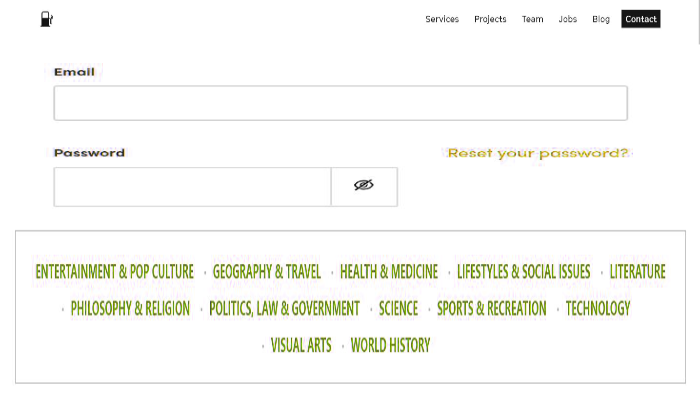 Services Projects Team Jobs Blog Contact
Email
Password Reset your password?
ENTERTAINMENT & POP CULTURE · GEOGRAPHY & TRAVEL · HEALTH & MEDICINE · LIFESTYLES & SOCIAL ISSUES · LITERATURE
· PHILOSOPHY & RELIGION · POLITICS, LAW & GOVERNMENT · SCIENCE · SPORTS & RECREATION · TECHNOLOGY
· VISUAL ARTS · WORLD HISTORY